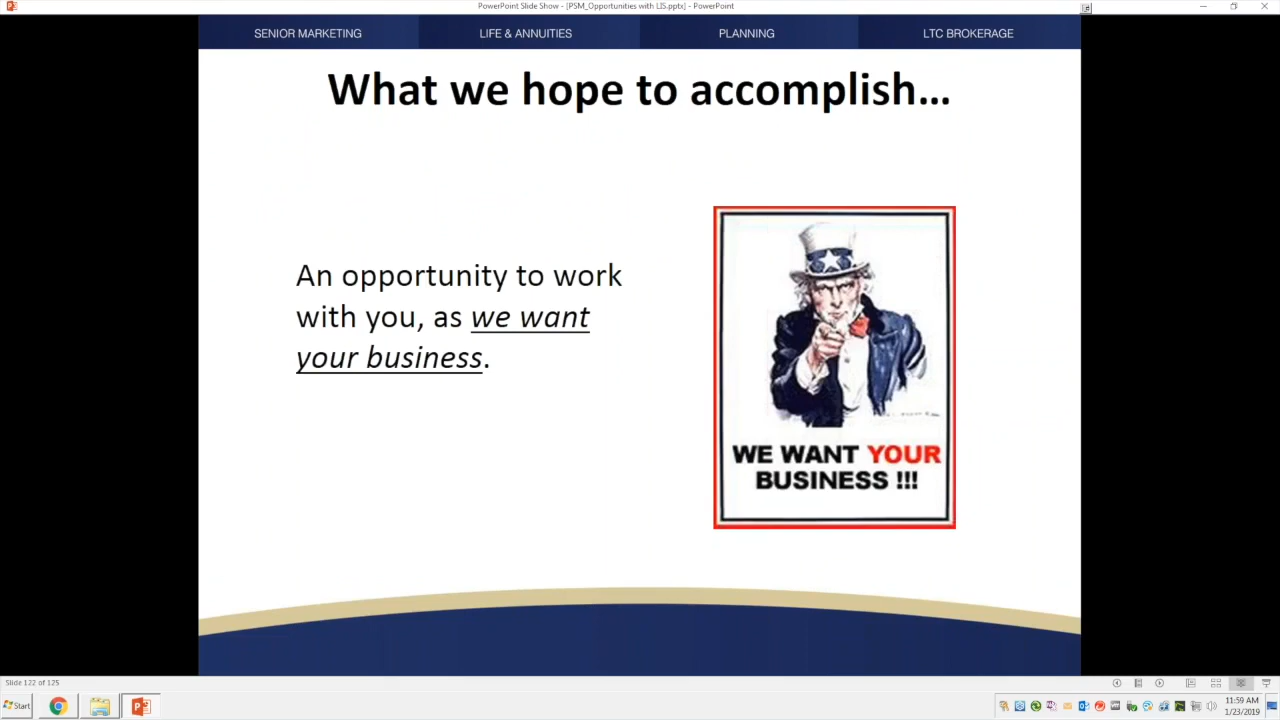 PowerPoint Slide Show - [PSM_Opportunities with LIS.pptx] - PowerPoint
SENIOR MARKETING
LIFE & ANNUITIES
PLANNING
LTC BROKERAGE
What we hope to accomplish...
An opportunity to work
with you, as we want
your business.
WE WANT YOUR
BUSINESS !!!
Slide 122 of 125
Start
11:59 AM
1/23/2019